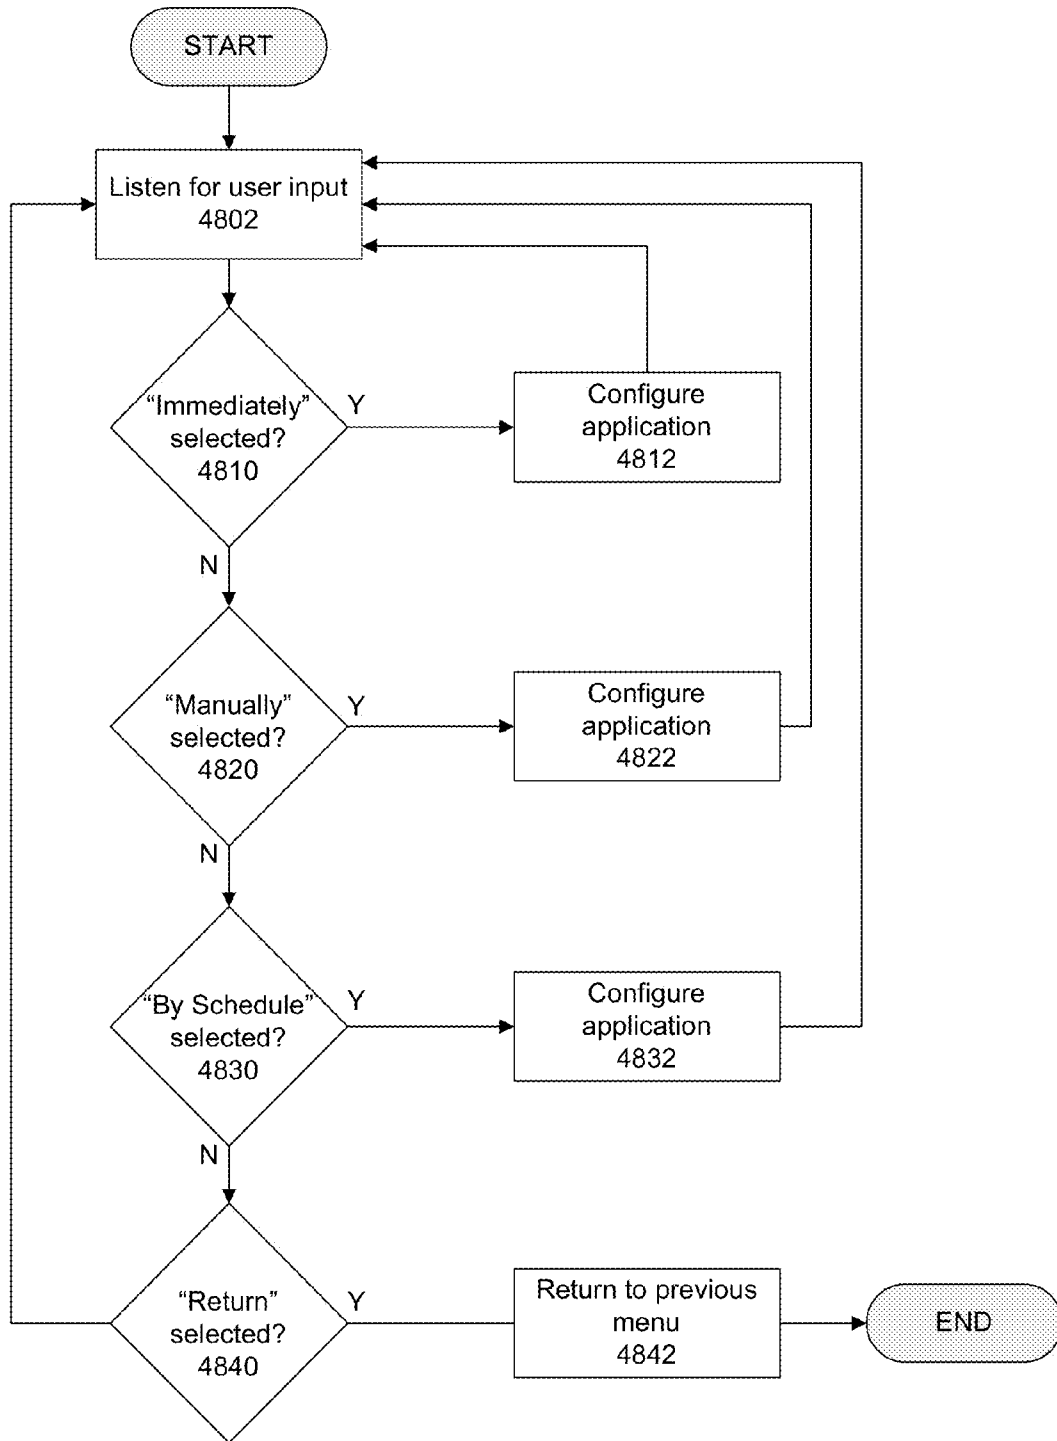 START
Listen for user input
4802
“Immediately”
selected?
4810
Y
Configure
application
4812
N
“Manually”
selected?
4820
Y
Configure
application
4822
N
“By Schedule”
selected?
4830
Y
Configure
application
4832
N
“Return”
selected?
4840
Y
Return to previous
menu
4842
END